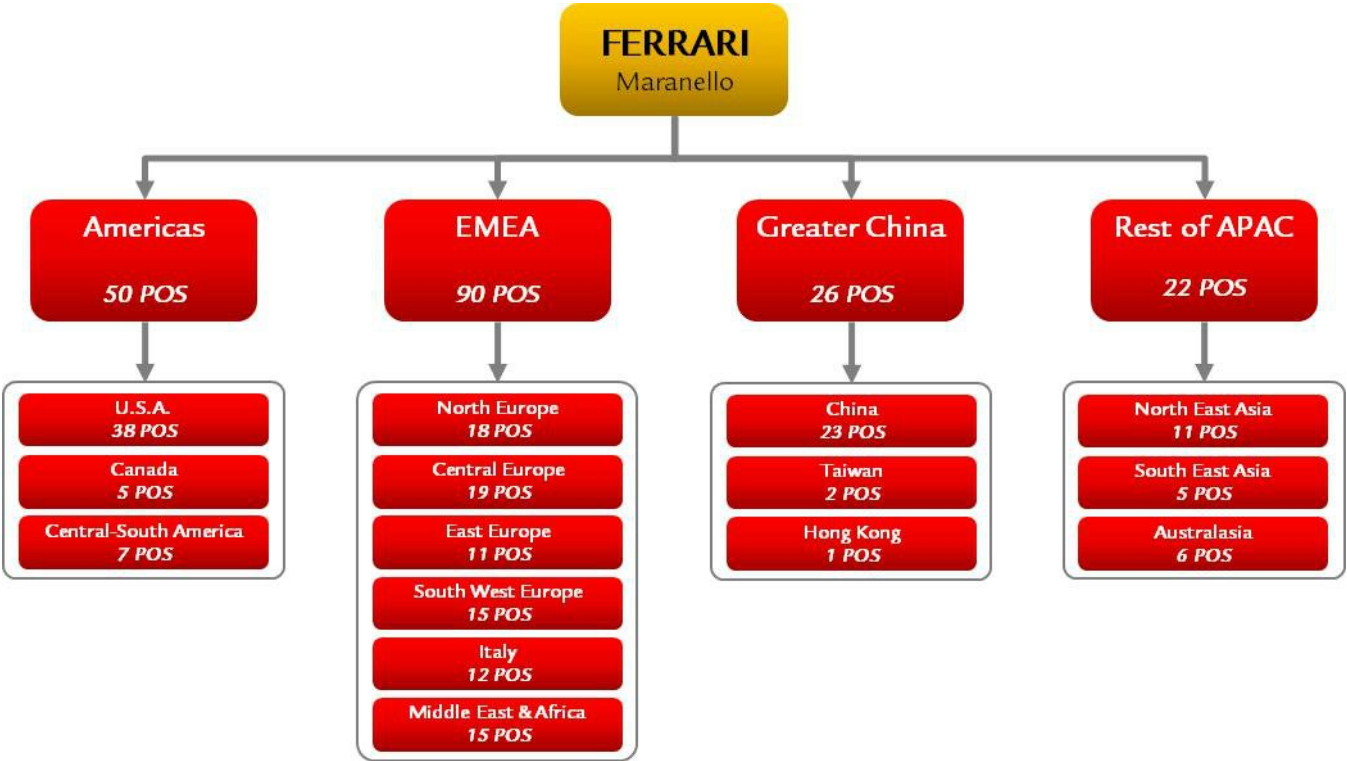 FERRARI
Maranello
Americas
50 POS
EMEA
90 POS
Greater China
26 POS
Rest of APAC
22 POS
U.S.A.
38 POS
Canada
5 POS
Central-South America
7 POS
North Europe
18 POS
Central Europe
19 POS
East Europe
11 POS
South West Europe
15 POS
Italy
12 POS
Middle East & Africa
15 POS
China
23 POS
Taiwan
2 POS
Hong Kong
1 POS
North East Asia
11 POS
South East Asia
5 POS
Australasia
6 POS